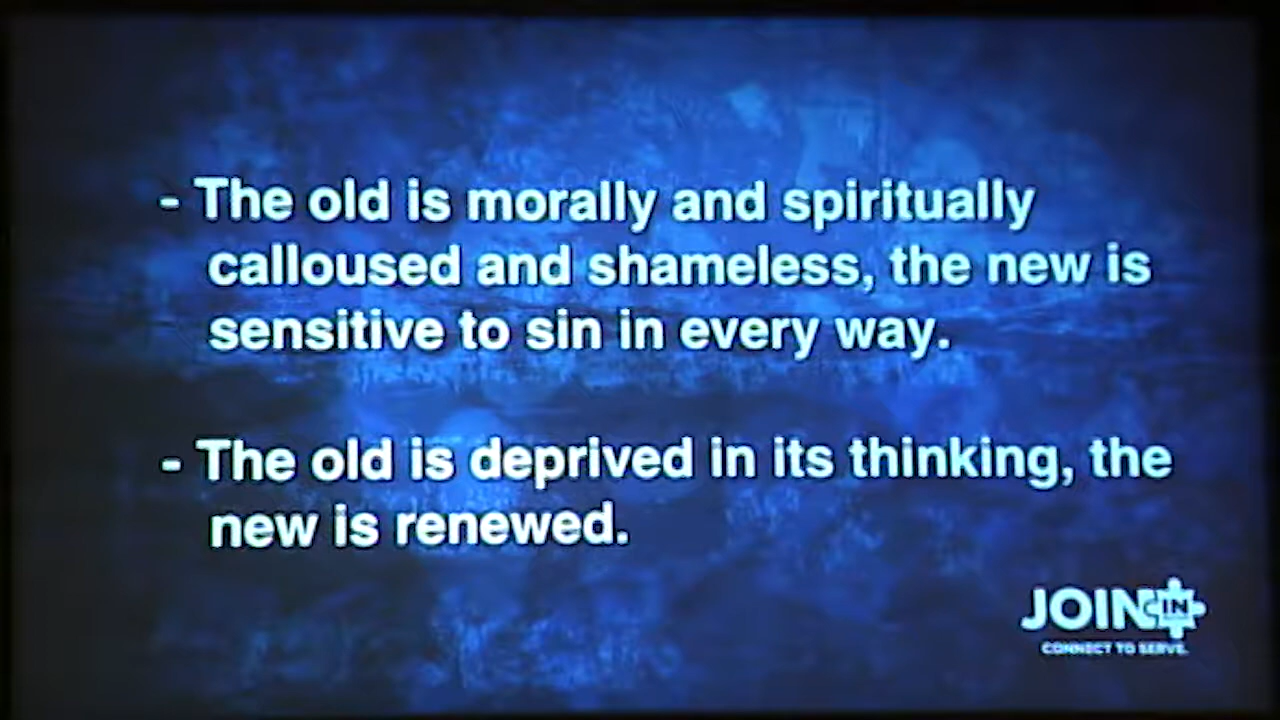 - The old is morally and spiritually
calloused and shameless, the new is
sensitive to sin in every way.
- The old is deprived in its thinking, the
new is renewed.
JOIN IN
CONNECT TO SERVE.